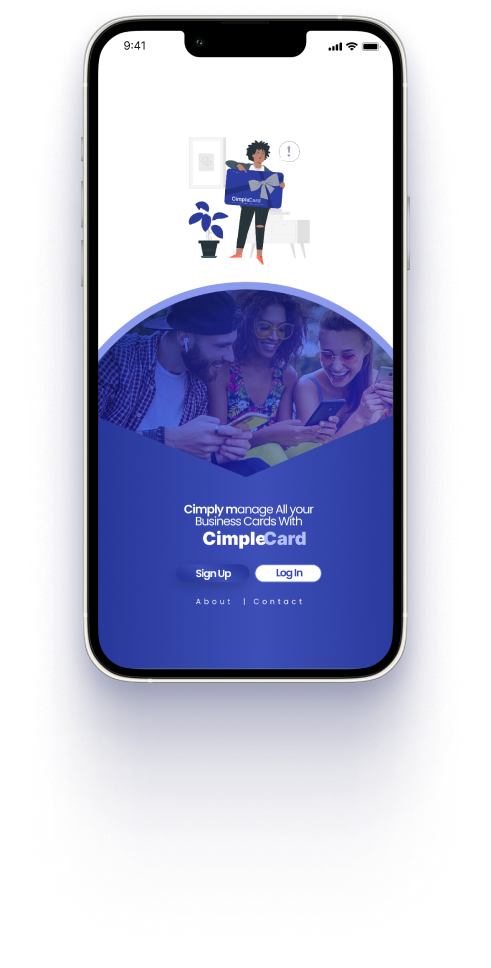 9:41
!
CimpleCard
Cimply manage All your
Business Cards With
CimpleCard
Sign Up
Log In
About | Contact